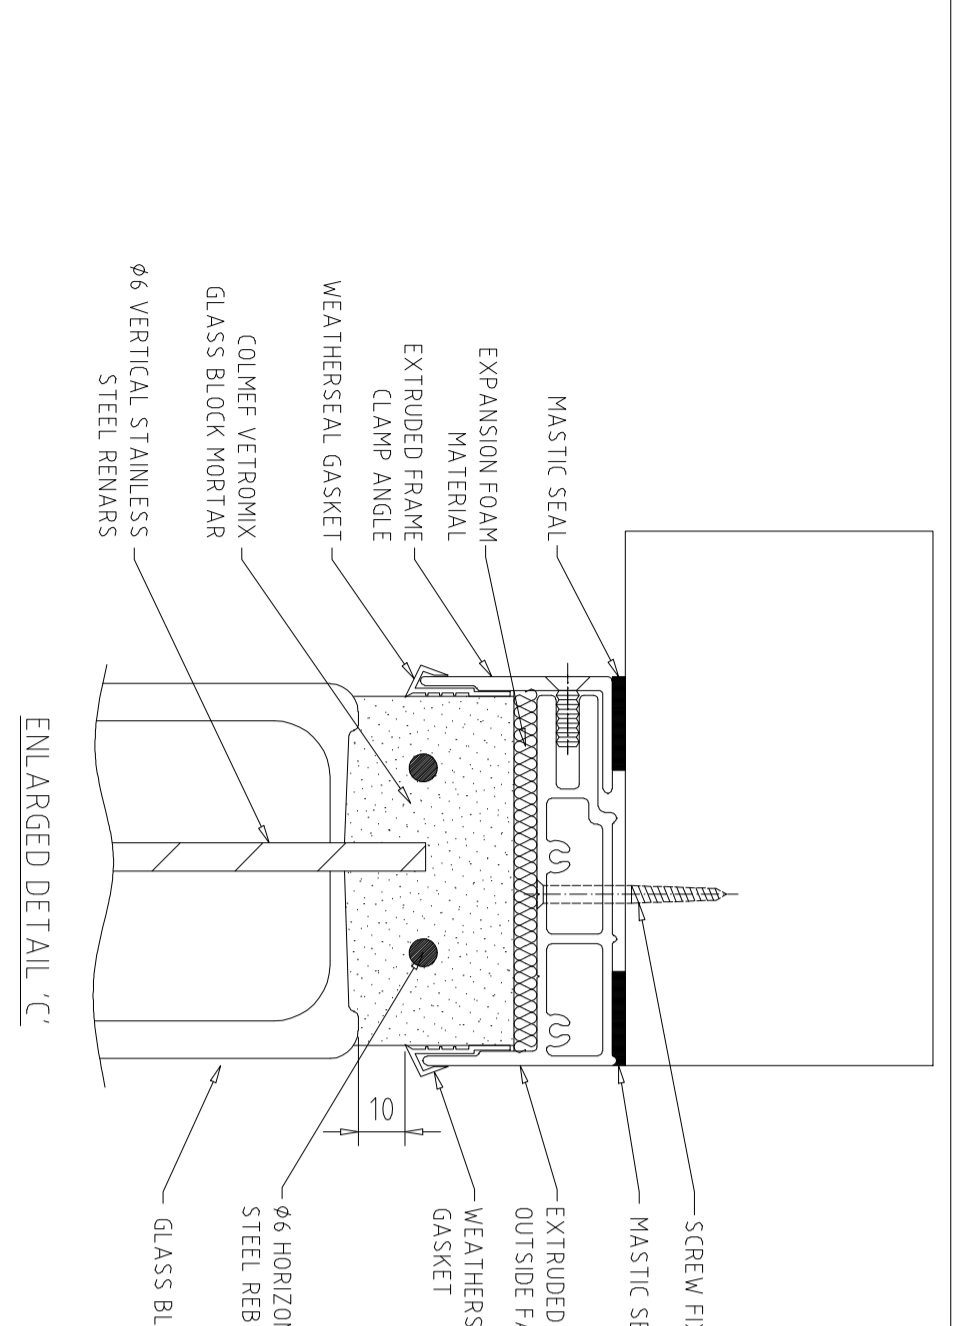 MASTIC SEAL
EXPANSION FOAM
MATERIAL
EXTRUDED FRAME
CLAMP ANGLE
WEATHERSEAL GASKET
COLMEF VETROMIX
GLASS BLOCK MORTAR
Ø6 VERTICAL STAINLESS
STEEL RENARS
SCREW FIX
MASTIC SE
EXTRUDED
OUTSIDE FA
WEATHERS
GASKET
10
Ø6 HORIZON
STEEL REB
GLASS BL
ENLARGED DETAIL 'C'